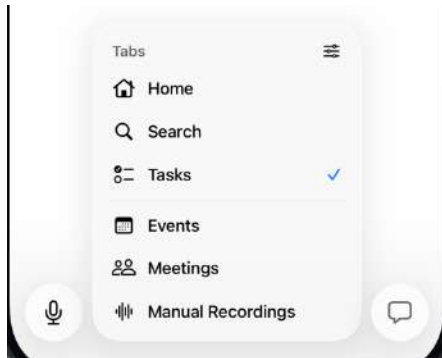 Tabs
Home
Search
Tasks
Events
Meetings
Manual Recordings